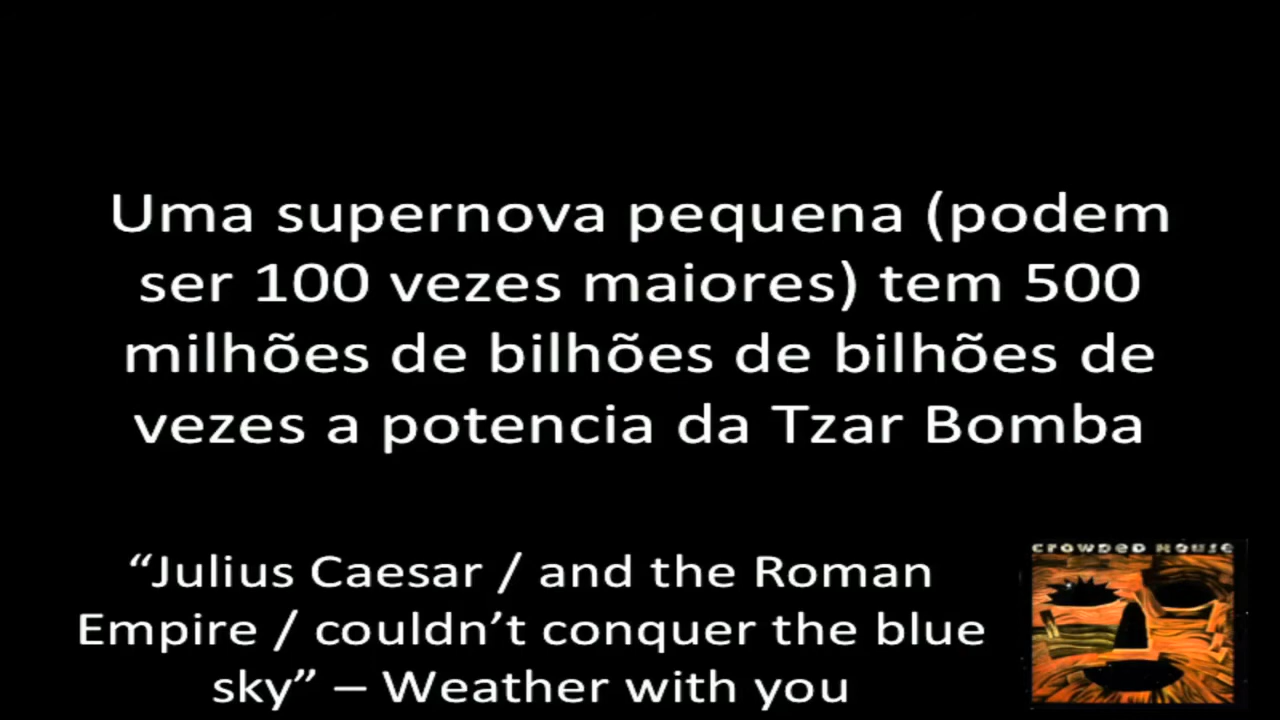 Uma supernova pequena (podem
ser 100 vezes maiores) tem 500
milhões de bilhões de bilhões de
vezes a potencia da Tzar Bomba
“Julius Caesar / and the Roman
Empire / couldn’t conquer the blue
sky” – Weather with you
CROWDED HOUSE